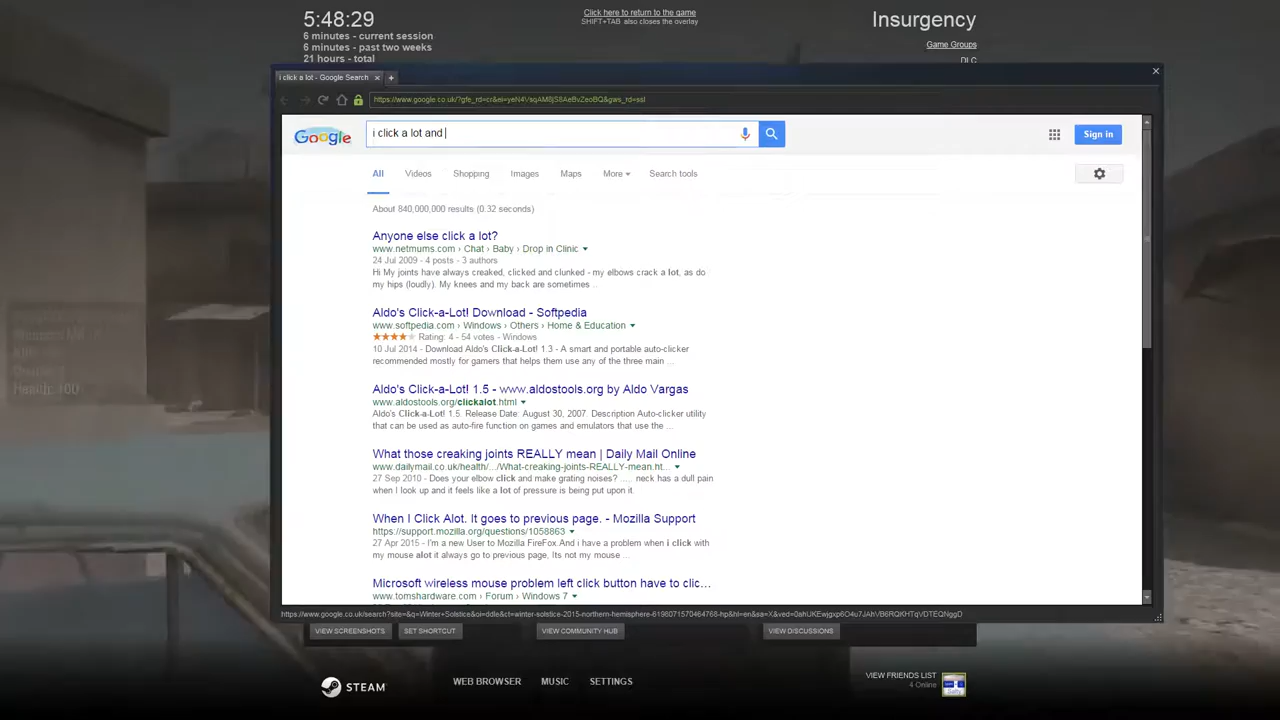 5:48:29
6 minutes - current session
6 minutes - past two weeks
21 hours - total
Click here to return to the game
SHIFT+TAB also closes the overlay
Insurgency
Game Groups
DLC
i click a lot - Google Search × +
Google
i click a lot and
Sign in
All Videos Shopping Images Maps More Search tools
About 840,000,000 results (0.32 seconds)
Anyone else click a lot?
www.netmums.com › Chat › Baby › Drop in Clinic
24 Jul 2009 - 4 posts - 3 authors
Hi My joints have always creaked, clicked and clunked - my elbows crack a lot, as do
my hips (loudly). My knees and my back are sometimes ..
Aldo's Click-a-Lot! Download - Softpedia
www.softpedia.com › Windows › Others › Home & Education
Rating: 4 - 54 votes - Windows
10 Jul 2014 - Download Aldo's Click-a-Lot! 1.3 - A smart and portable auto-clicker
recommended mostly for gamers that helps them use any of the three main ...
Aldo's Click-a-Lot! 1.5 - www.aldostools.org by Aldo Vargas
www.aldostools.org/clickalot.html
Aldo's Click-a-Lot! 1.5. Release Date: August 30, 2007. Description Auto-clicker utility
that can be used as auto-fire function on games and emulators that use the ...
What those creaking joints REALLY mean | Daily Mail Online
www.dailymail.co.uk/health/.../What-creaking-joints-REALLY-mean.ht...
27 Sep 2010 - Does your elbow click and make grating noises? .... neck has a dull pain
when I look up and it feels like a lot of pressure is being put upon it.
When I Click Alot. It goes to previous page. - Mozilla Support
https://support.mozilla.org/questions/1058863
27 Apr 2015 - I'm a new User to Mozilla FireFox.And i have a problem when i click with
my mouse alot it always go to previous page, Its not my mouse ...
Microsoft wireless mouse problem left click button have to clic...
www.tomshardware.com › Forum › Windows 7
VIEW SCREENSHOTS SET SHORTCUT VIEW COMMUNITY HUB VIEW DISCUSSIONS
STEAM
WEB BROWSER MUSIC SETTINGS
VIEW FRIENDS LIST
4 Online
Health: 100